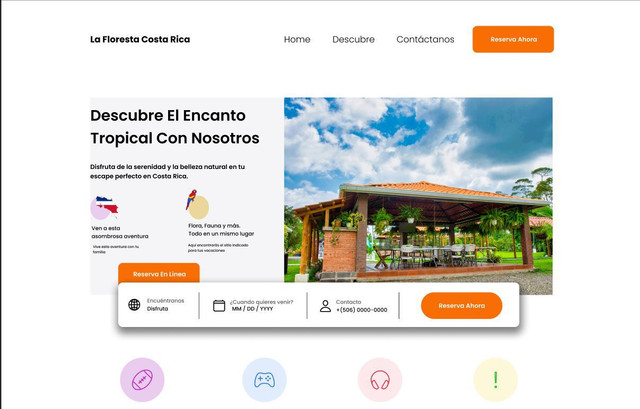 La Floresta Costa Rica
Home
Descubre
Contáctanos
Reserva Ahora
Descubre El Encanto
Tropical Con Nosotros
Disfruta de la serenidad y la belleza natural en tu
escape perfecto en Costa Rica.
Ven a esta
asombrosa aventura
Vive esta aventura con tu
familia
Flora, Fauna y más.
Todo en un mismo lugar
Aqui encontrarás el sitio indicado
para tus vacaciones
Reserva En Línea
Encuéntranos
Disfruta
¿Cuando quieres venir?
MM / DD / YYYY
Contacto
+(506) 0000-0000
Reserva Ahora